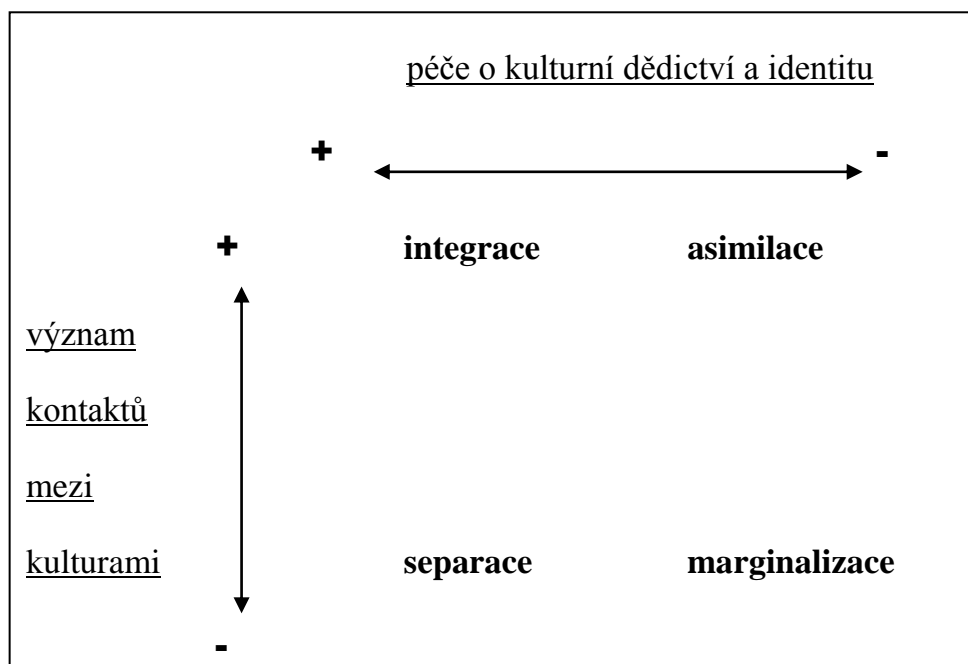 péče o kulturní dědictví a identitu
+ -
+ integrace asimilace
význam
kontaktů
mezi
kulturami separace marginalizace
-